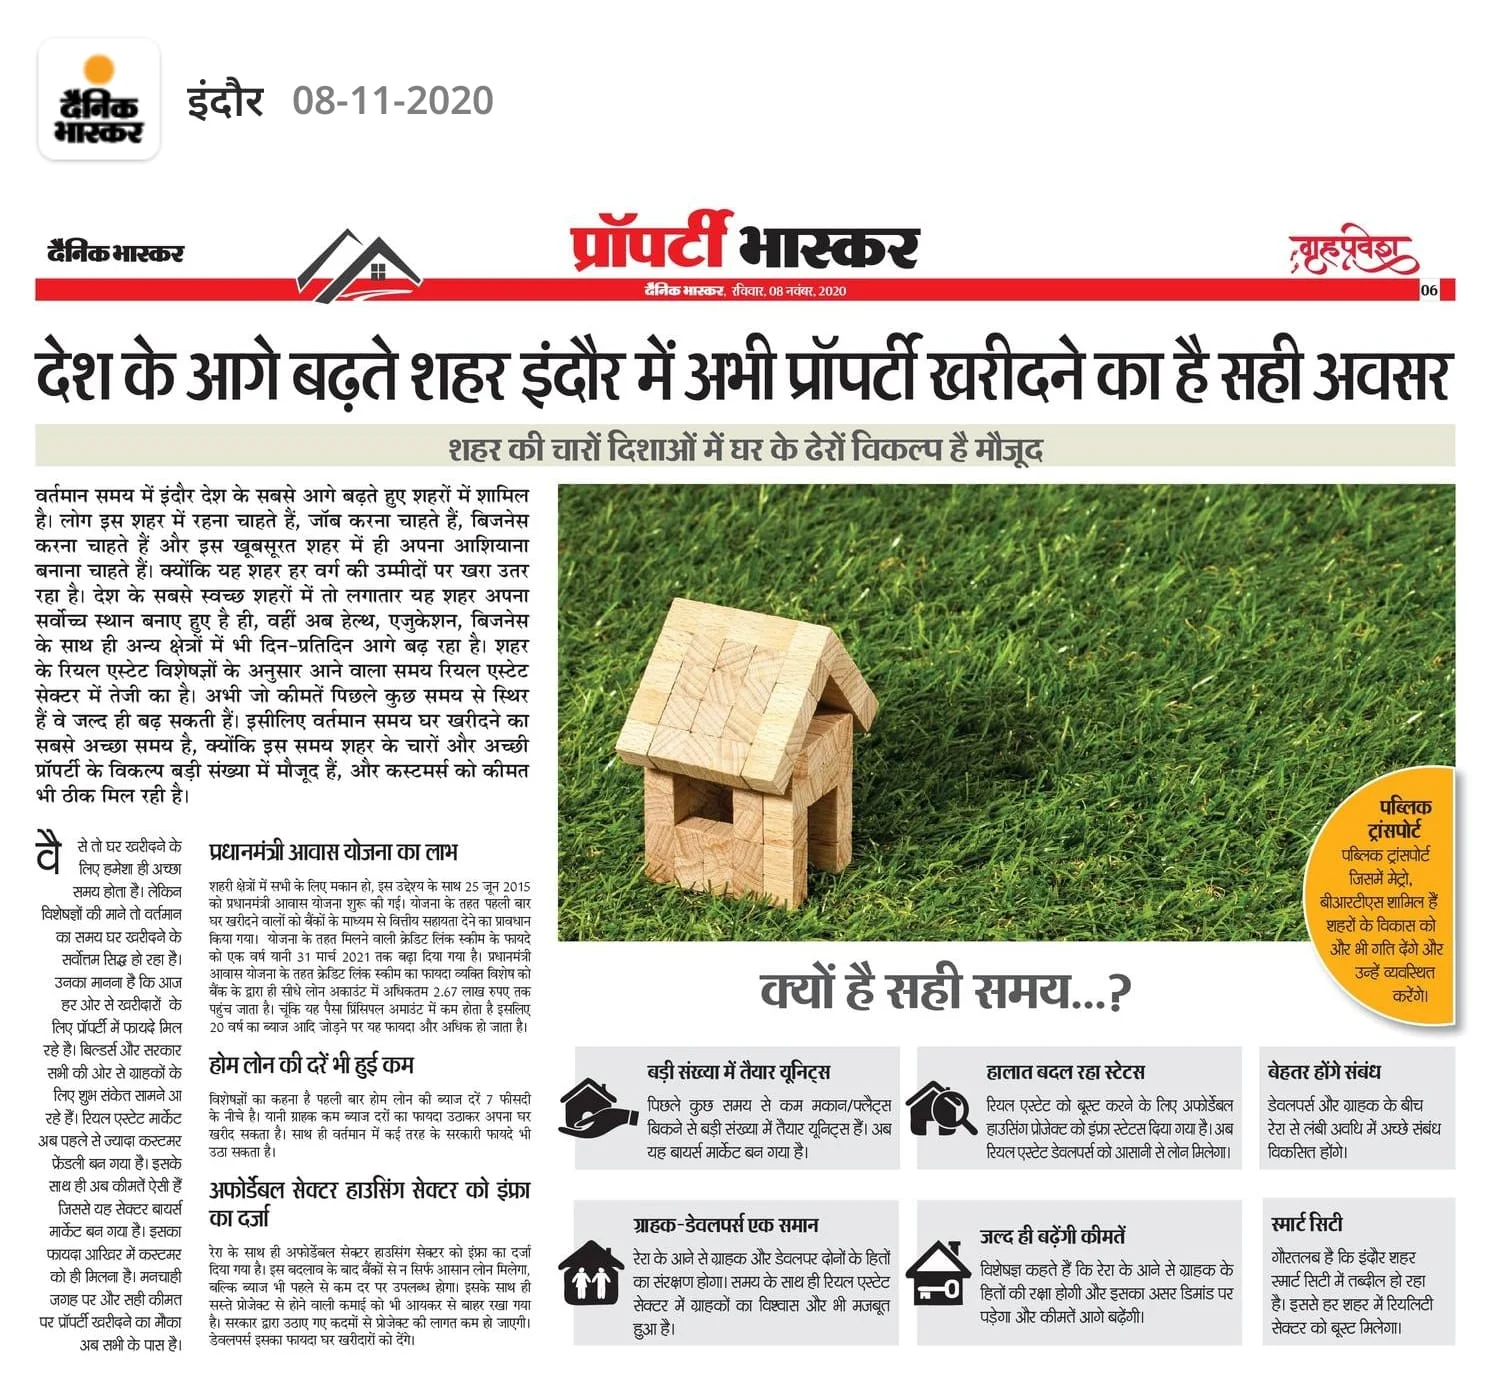 दैनिक
भास्कर
इंदौर 08-11-2020
दैनिक भास्कर
प्रॉपर्टी भास्कर
गृहप्रवेश
दैनिक भास्कर, रविवार, 08 नवंबर, 2020
06
देश के आगे बढ़ते शहर इंदौर में अभी प्रॉपर्टी खरीदने का है सही अवसर
शहर की चारों दिशाओं में घर के ढेरों विकल्प है मौजूद
वर्तमान समय में इंदौर देश के सबसे आगे बढ़ते हुए शहरों में शामिल
है। लोग इस शहर में रहना चाहते हैं, जॉब करना चाहते हैं, बिजनेस
करना चाहते हैं और इस खूबसूरत शहर में ही अपना आशियाना
बनाना चाहते हैं। क्योंकि यह शहर हर वर्ग की उम्मीदों पर खरा उतर
रहा है। देश के सबसे स्वच्छ शहरों में तो लगातार यह शहर अपना
सर्वोच्च स्थान बनाए हुए है ही, वहीं अब हेल्थ, एजुकेशन, बिजनेस
के साथ ही अन्य क्षेत्रों में भी दिन-प्रतिदिन आगे बढ़ रहा है। शहर
के रियल एस्टेट विशेषज्ञों के अनुसार आने वाला समय रियल एस्टेट
सेक्टर में तेजी का है। अभी जो कीमतें पिछले कुछ समय से स्थिर
हैं वे जल्द ही बढ़ सकती हैं। इसीलिए वर्तमान समय घर खरीदने का
सबसे अच्छा समय है, क्योंकि इस समय शहर के चारों और अच्छी
प्रॉपर्टी के विकल्प बड़ी संख्या में मौजूद हैं, और कस्टमर्स को कीमत
भी ठीक मिल रही है।
वैसे तो घर खरीदने के
लिए हमेशा ही अच्छा
समय होता है। लेकिन
विशेषज्ञों की माने तो वर्तमान
का समय घर खरीदने के
सर्वोत्तम सिद्ध हो रहा है।
उनका मानना है कि आज
हर ओर से खरीदारों के
लिए प्रॉपर्टी में फायदे मिल
रहे है। बिल्डर्स और सरकार
सभी की ओर से ग्राहकों के
लिए शुभ संकेत सामने आ
रहे हैं। रियल एस्टेट मार्केट
अब पहले से ज्यादा कस्टमर
फ्रेंडली बन गया है। इसके
साथ ही अब कीमतें ऐसी हैं
जिससे यह सेक्टर बायर्स
मार्केट बन गया है। इसका
फायदा आखिर में कस्टमर
को ही मिलना है। मनचाही
जगह पर और सही कीमत
पर प्रॉपर्टी खरीदने का मौका
अब सभी के पास है।
प्रधानमंत्री आवास योजना का लाभ
शहरी क्षेत्रों में सभी के लिए मकान हो, इस उद्देश्य के साथ 25 जून 2015
को प्रधानमंत्री आवास योजना शुरू की गई। योजना के तहत पहली बार
घर खरीदने वालों को बैंकों के माध्यम से वित्तीय सहायता देने का प्रावधान
किया गया। योजना के तहत मिलने वाली क्रेडिट लिंक स्कीम के फायदे
को एक वर्ष यानी 31 मार्च 2021 तक बढ़ा दिया गया है। प्रधानमंत्री
आवास योजना के तहत क्रेडिट लिंक स्कीम का फायदा व्यक्ति विशेष को
बैंक के द्वारा ही सीधे लोन अकाउंट में अधिकतम 2.67 लाख रुपए तक
पहुंच जाता है। चूंकि यह पैसा प्रिंसिपल अमाउंट में कम होता है इसलिए
20 वर्ष का ब्याज आदि जोड़ने पर यह फायदा और अधिक हो जाता है।
होम लोन की दरें भी हुई कम
विशेषज्ञों का कहना है पहली बार होम लोन की ब्याज दरें 7 फीसदी
के नीचे है। यानी ग्राहक कम ब्याज दरों का फायदा उठाकर अपना घर
खरीद सकता है। साथ ही वर्तमान में कई तरह के सरकारी फायदे भी
उठा सकता है।
अफोर्डेबल सेक्टर हाउसिंग सेक्टर को इंफ्रा
का दर्जा
रेरा के साथ ही अफोर्डेबल सेक्टर हाउसिंग सेक्टर को इंफ्रा का दर्जा
दिया गया है। इस बदलाव के बाद बैंकों से न सिर्फ आसान लोन मिलेगा,
बल्कि ब्याज भी पहले से कम दर पर उपलब्ध होगा। इसके साथ ही
सस्ते प्रोजेक्ट से होने वाली कमाई को भी आयकर से बाहर रखा गया
है। सरकार द्वारा उठाए गए कदमों से प्रोजेक्ट की लागत कम हो जाएगी।
डेवलपर्स इसका फायदा घर खरीदारों को देंगे।
पब्लिक
ट्रांसपोर्ट
पब्लिक ट्रांसपोर्ट
जिसमें मेट्रो,
बीआरटीएस शामिल हैं
शहरों के विकास को
और भी गति देंगे और
उन्हें व्यवस्थित
करेंगे।
क्यों है सही समय...?
बड़ी संख्या में तैयार यूनिट्स
पिछले कुछ समय से कम मकान/फ्लैट्स
बिकने से बड़ी संख्या में तैयार यूनिट्स हैं। अब
यह बायर्स मार्केट बन गया है।
हालात बदल रहा स्टेटस
रियल एस्टेट को बूस्ट करने के लिए अफोर्डेबल
हाउसिंग प्रोजेक्ट को इंफ्रा स्टेटस दिया गया है। अब
रियल एस्टेट डेवलपर्स को आसानी से लोन मिलेगा।
बेहतर होंगे संबंध
डेवलपर्स और ग्राहक के बीच
रेरा से लंबी अवधि में अच्छे संबंध
विकसित होंगे।
ग्राहक-डेवलपर्स एक समान
रेरा के आने से ग्राहक और डेवलपर दोनों के हितों
का संरक्षण होगा। समय के साथ ही रियल एस्टेट
सेक्टर में ग्राहकों का विश्वास और भी मजबूत
हुआ है।
जल्द ही बढ़ेंगी कीमतें
विशेषज्ञ कहते हैं कि रेरा के आने से ग्राहक के
हितों की रक्षा होगी और इसका असर डिमांड पर
पड़ेगा और कीमतें आगे बढ़ेंगी।
स्मार्ट सिटी
गौरतलब है कि इंदौर शहर
स्मार्ट सिटी में तब्दील हो रहा
है। इससे हर शहर में रियलिटी
सेक्टर को बूस्ट मिलेगा।